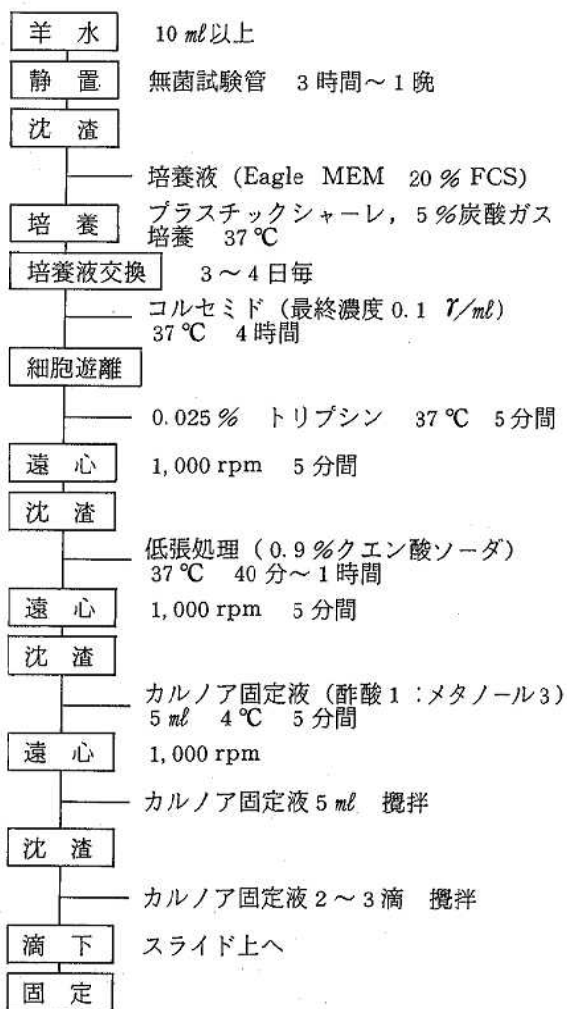 羊 水 10 ㎖以上
静 置 無菌試験管 3時間～1晩
沈 渣
培養液 (Eagle MEM 20% FCS)
培 養 プラスチックシャーレ, 5%炭酸ガス
培養 37℃
培養液交換 3～4日毎
コルセミド (最終濃度0.1 γ/㎖)
37℃ 4時間
細胞遊離
0.025% トリプシン 37℃ 5分間
遠 心 1,000 rpm 5分間
沈 渣
低張処理 (0.9%クエン酸ソーダ)
37℃ 40分～1時間
遠 心 1,000 rpm 5分間
沈 渣
カルノア固定液 (酢酸1:メタノール3)
5㎖ 4℃ 5分間
遠 心 1,000 rpm
カルノア固定液5㎖ 攪拌
沈 渣
カルノア固定液2～3滴 攪拌
滴 下 スライド上へ
固 定